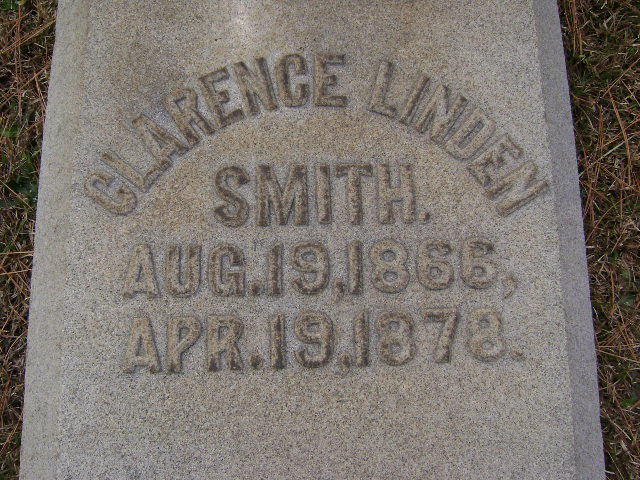 CLARENCE LINDEN
SMITH.
AUG. 19, 1866,
APR. 19, 1878.